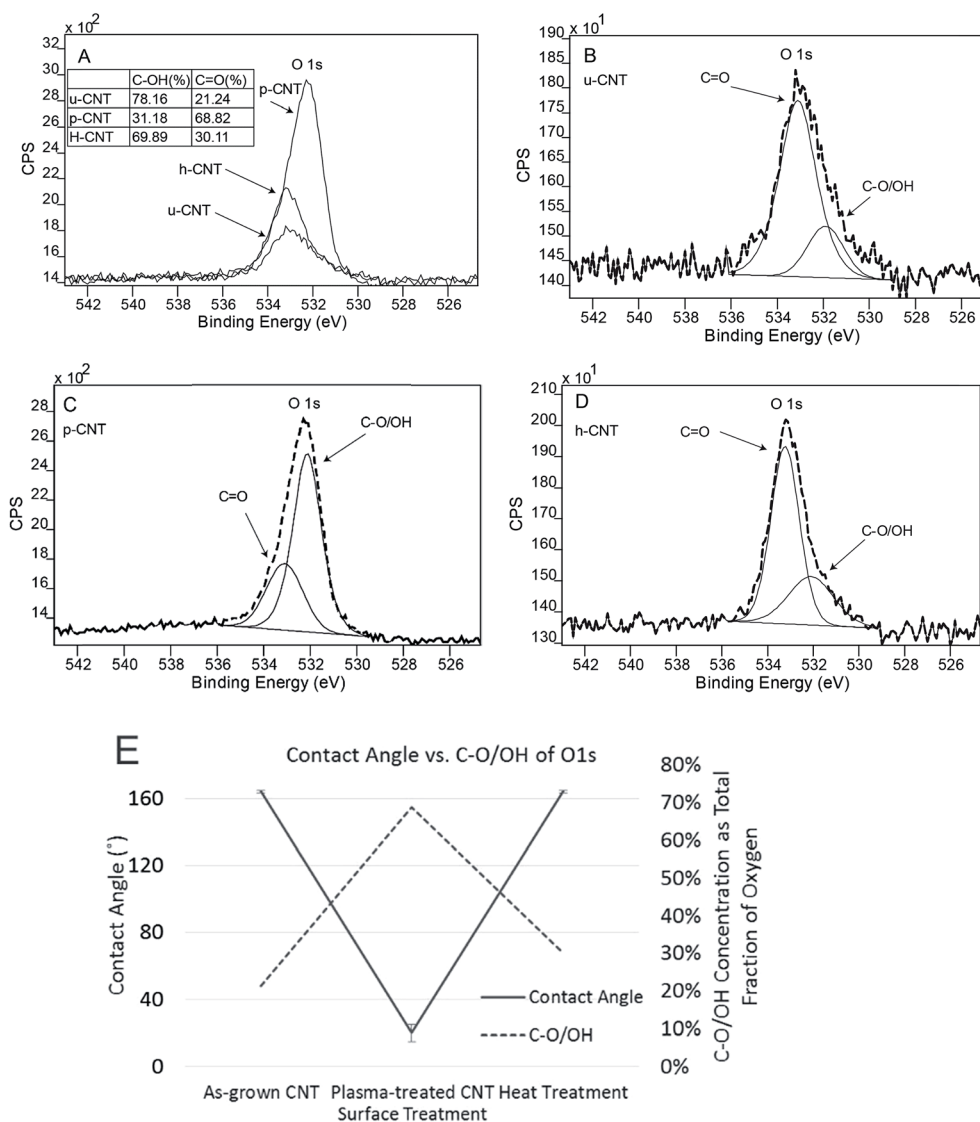 x 10²
A
O 1s
C-OH(%) C=O(%)
u-CNT 78.16 21.24
p-CNT 31.18 68.82
H-CNT 69.89 30.11
p-CNT
h-CNT
u-CNT
32
30
28
26
24
22
20
18
16
14
CPS
542 540 538 536 534 532 530 528 526
Binding Energy (eV)
x 10¹
B
u-CNT
O 1s
C=O
C-O/OH
190
185
180
175
170
165
160
155
150
145
140
CPS
542 540 538 536 534 532 530 528 526
Binding Energy (eV)
x 10²
C
p-CNT
O 1s
C-O/OH
C=O
28
26
24
22
20
18
16
14
CPS
542 540 538 536 534 532 530 528 526
Binding Energy (eV)
x 10¹
D
h-CNT
O 1s
C=O
C-O/OH
210
200
190
180
170
160
150
140
130
CPS
542 540 538 536 534 532 530 528 526
Binding Energy (eV)
E
Contact Angle vs. C-O/OH of O1s
160
120
80
40
0
Contact Angle (°)
80%
70%
60%
50%
40%
30%
20%
10%
0%
C-O/OH Concentration as Total
Fraction of Oxygen
Contact Angle
C-O/OH
As-grown CNT Plasma-treated CNT Heat Treatment
Surface Treatment